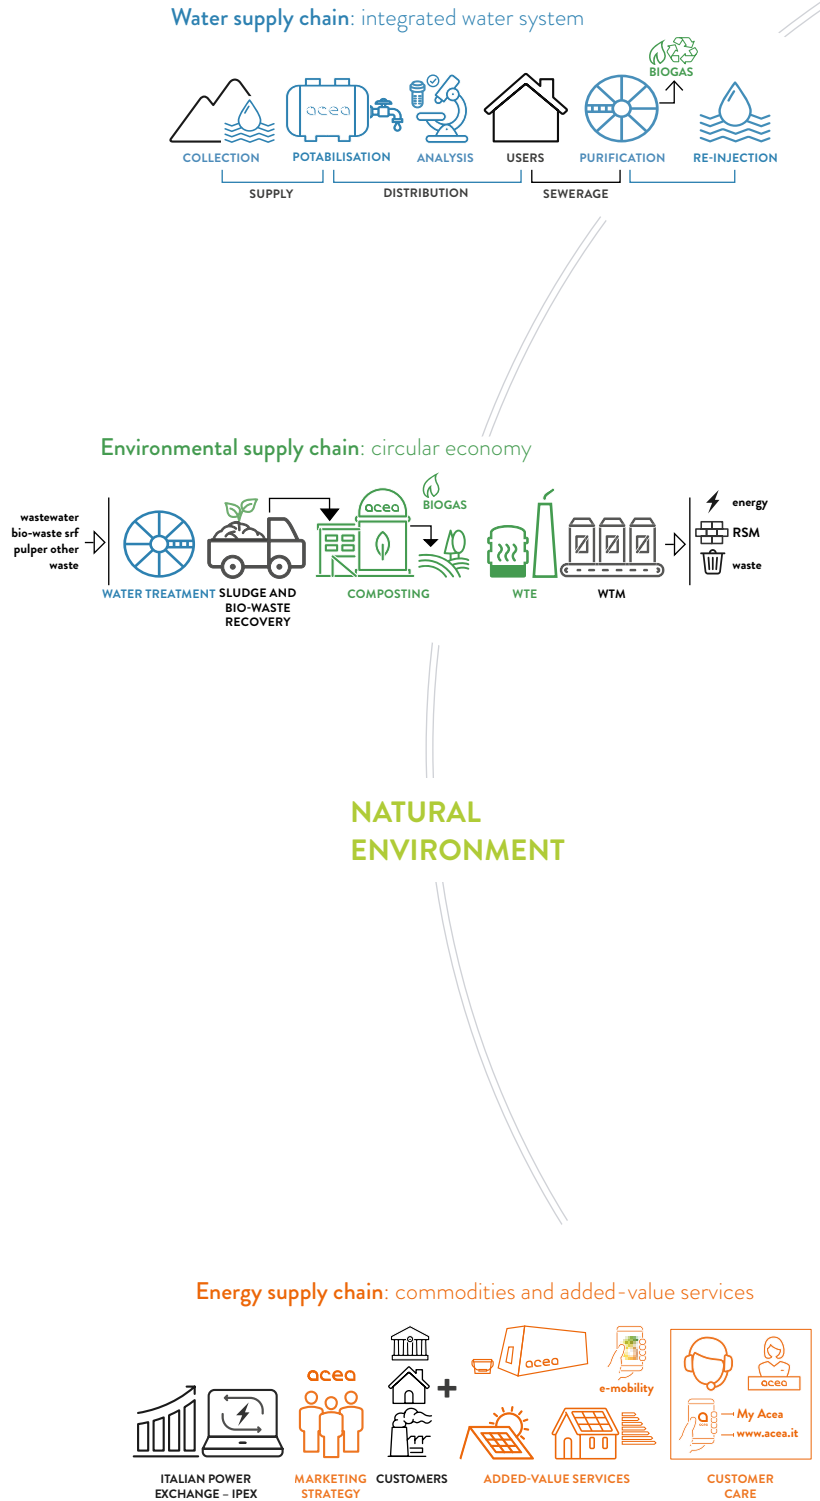 Water supply chain: integrated water system
BIOGAS
acea
COLLECTION
POTABILISATION
ANALYSIS
USERS
PURIFICATION
RE-INJECTION
SUPPLY
DISTRIBUTION
SEWERAGE
Environmental supply chain: circular economy
wastewater
bio-waste srf
pulper other
waste
acea
BIOGAS
energy
RSM
waste
WATER TREATMENT
SLUDGE AND
BIO-WASTE
RECOVERY
COMPOSTING
WTE
WTM
NATURAL
ENVIRONMENT
Energy supply chain: commodities and added-value services
acea
acea
e-mobility
acea
My Acea
www.acea.it
ITALIAN POWER
EXCHANGE – IPEX
MARKETING
STRATEGY
CUSTOMERS
ADDED-VALUE SERVICES
CUSTOMER
CARE